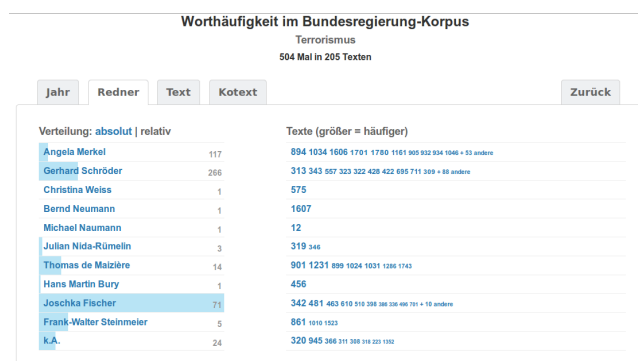 Worthäufigkeit im Bundesregierung-Korpus
Terrorismus
504 Mal in 205 Texten
Jahr Redner Text Kotext Zurück
Verteilung: absolut | relativ Texte (größer = häufiger)
Angela Merkel 117 894 1034 1606 1701 1780 1161 905 932 934 1046 + 53 andere
Gerhard Schröder 266 313 343 557 323 322 426 422 695 711 309 + 88 andere
Christina Weiss 1 575
Bernd Neumann 1 1607
Michael Naumann 1 12
Julian Nida-Rümelin 3 319 346
Thomas de Maizière 14 901 1231 899 1024 1031 1286 1743
Hans Martin Bury 1 456
Joschka Fischer 71 342 481 463 610 510 398 386 336 496 701 + 10 andere
Frank-Walter Steinmeier 5 861 1010 1523
k.A. 24 320 945 366 311 308 318 223 1352